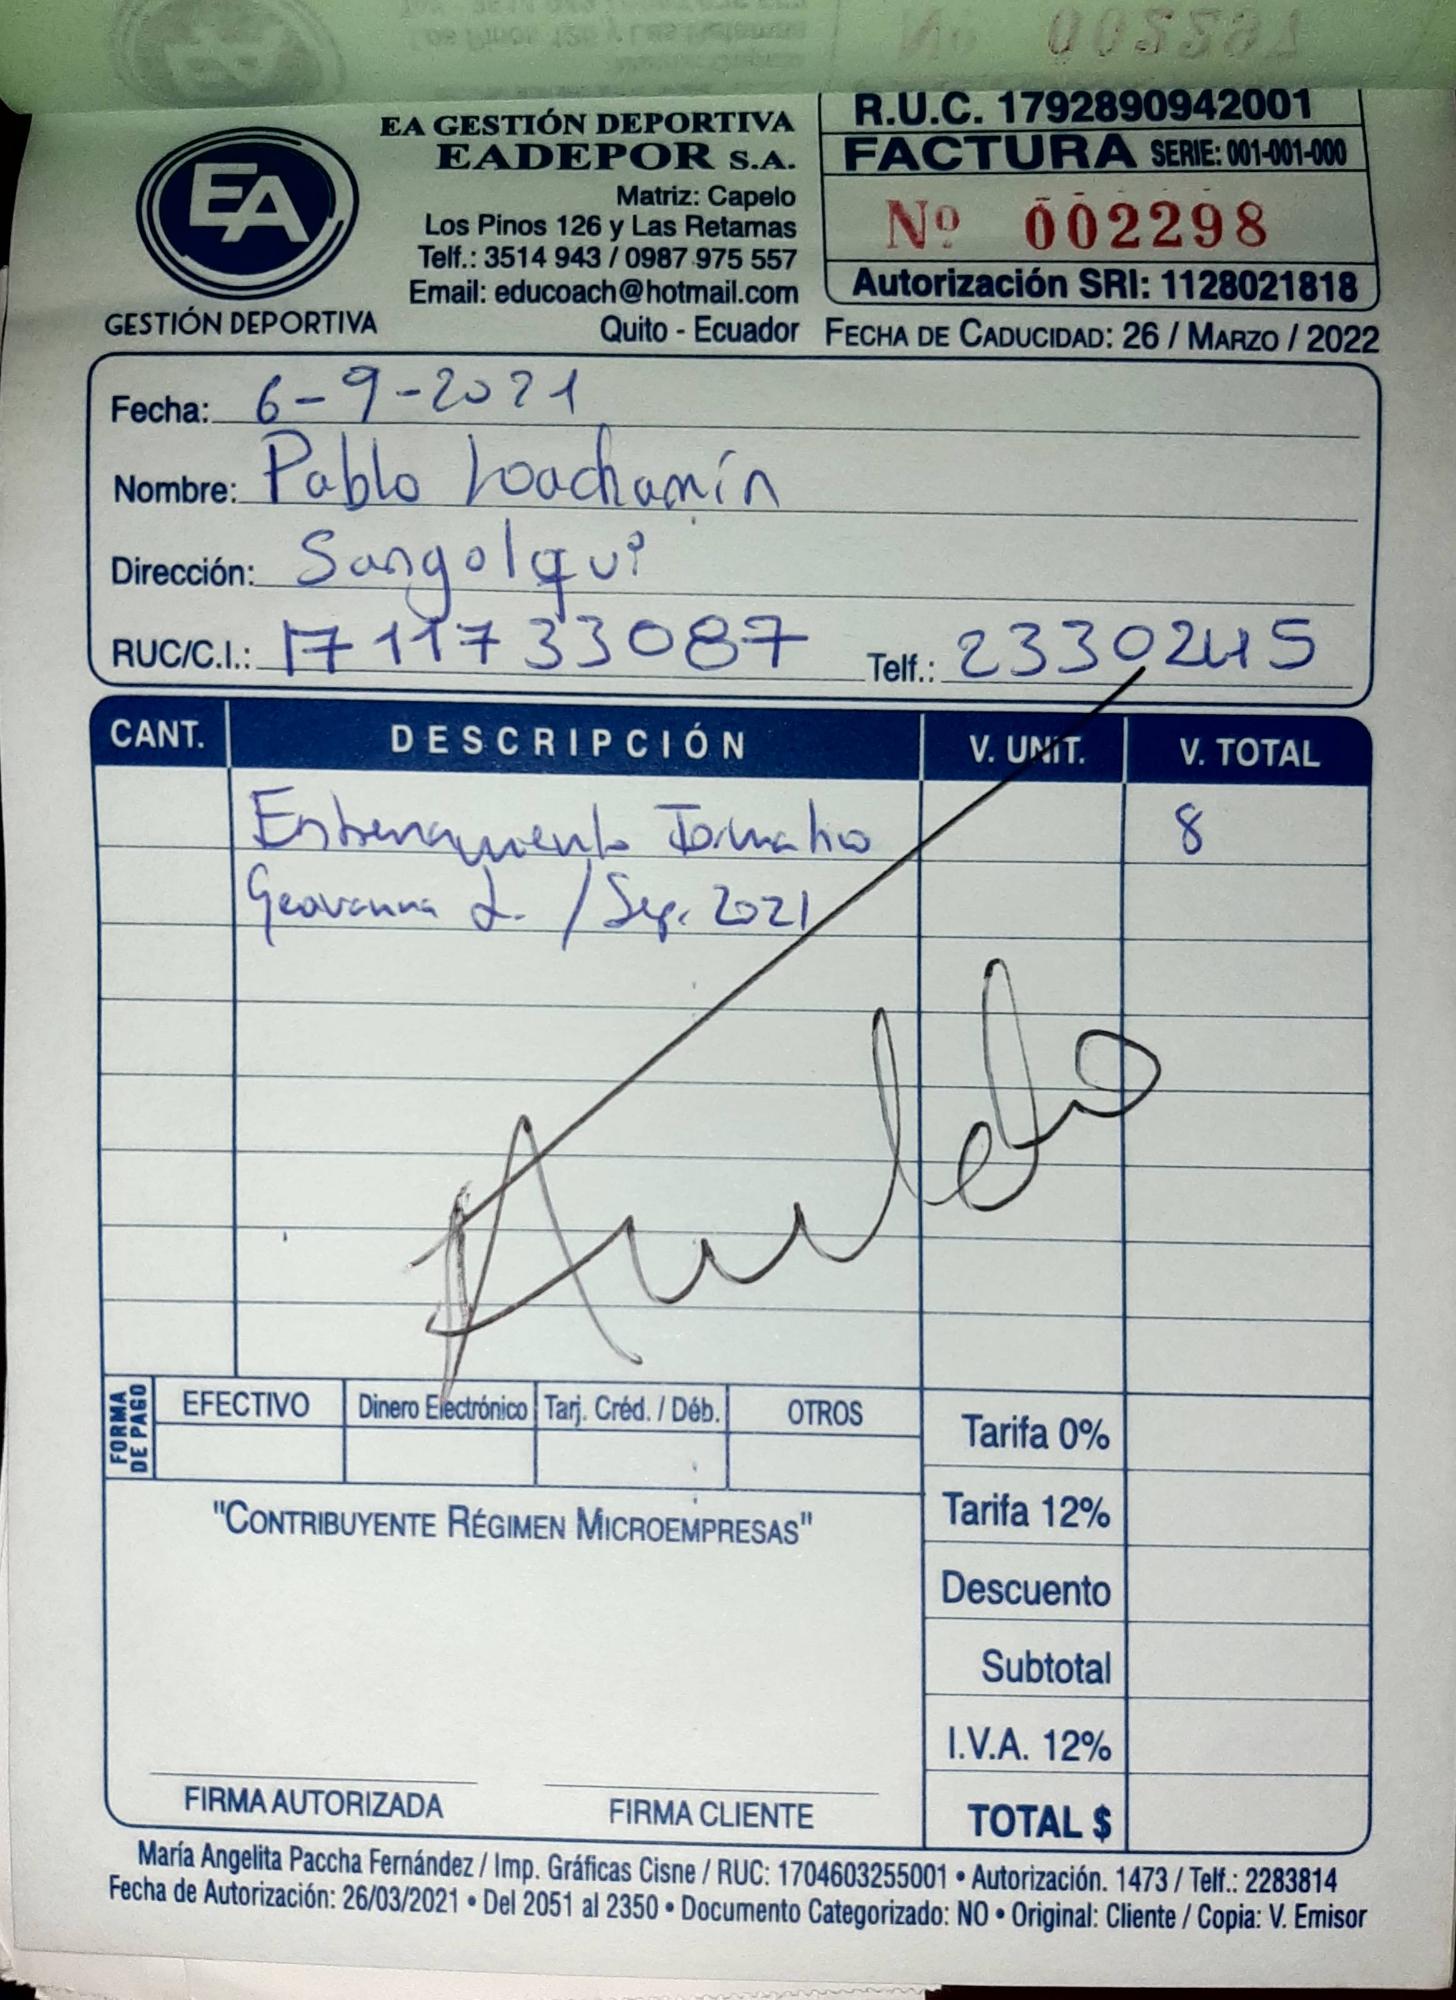 EA GESTIÓN DEPORTIVA
EADEPOR S.A.
Matriz: Capelo
Los Pinos 126 y Las Retamas
Telf.: 3514 943 / 0987 975 557
Email: educoach@hotmail.com
Quito - Ecuador
EA
GESTIÓN DEPORTIVA
R.U.C. 1792890942001
FACTURA SERIE: 001-001-000
Nº 002298
Autorización SRI: 1128021818
FECHA DE CADUCIDAD: 26 / MARZO / 2022
Fecha: 6-9-2021
Nombre: Pablo Loachamín
Dirección: Sangolqui
RUC/C.I.: 1711733087 Telf.: 2330245
CANT. DESCRIPCIÓN V. UNIT. V. TOTAL
Entrenamiento Formativo 8
Geovanna L. / Sep. 2021
Anulado
FORMA DE PAGO
EFECTIVO Dinero Electrónico Tarj. Créd. / Déb. OTROS
Tarifa 0%
Tarifa 12%
"CONTRIBUYENTE RÉGIMEN MICROEMPRESAS"
Descuento
Subtotal
I.V.A. 12%
TOTAL $
FIRMA AUTORIZADA FIRMA CLIENTE
María Angelita Paccha Fernández / Imp. Gráficas Cisne / RUC: 1704603255001 • Autorización. 1473 / Telf.: 2283814
Fecha de Autorización: 26/03/2021 • Del 2051 al 2350 • Documento Categorizado: NO • Original: Cliente / Copia: V. Emisor